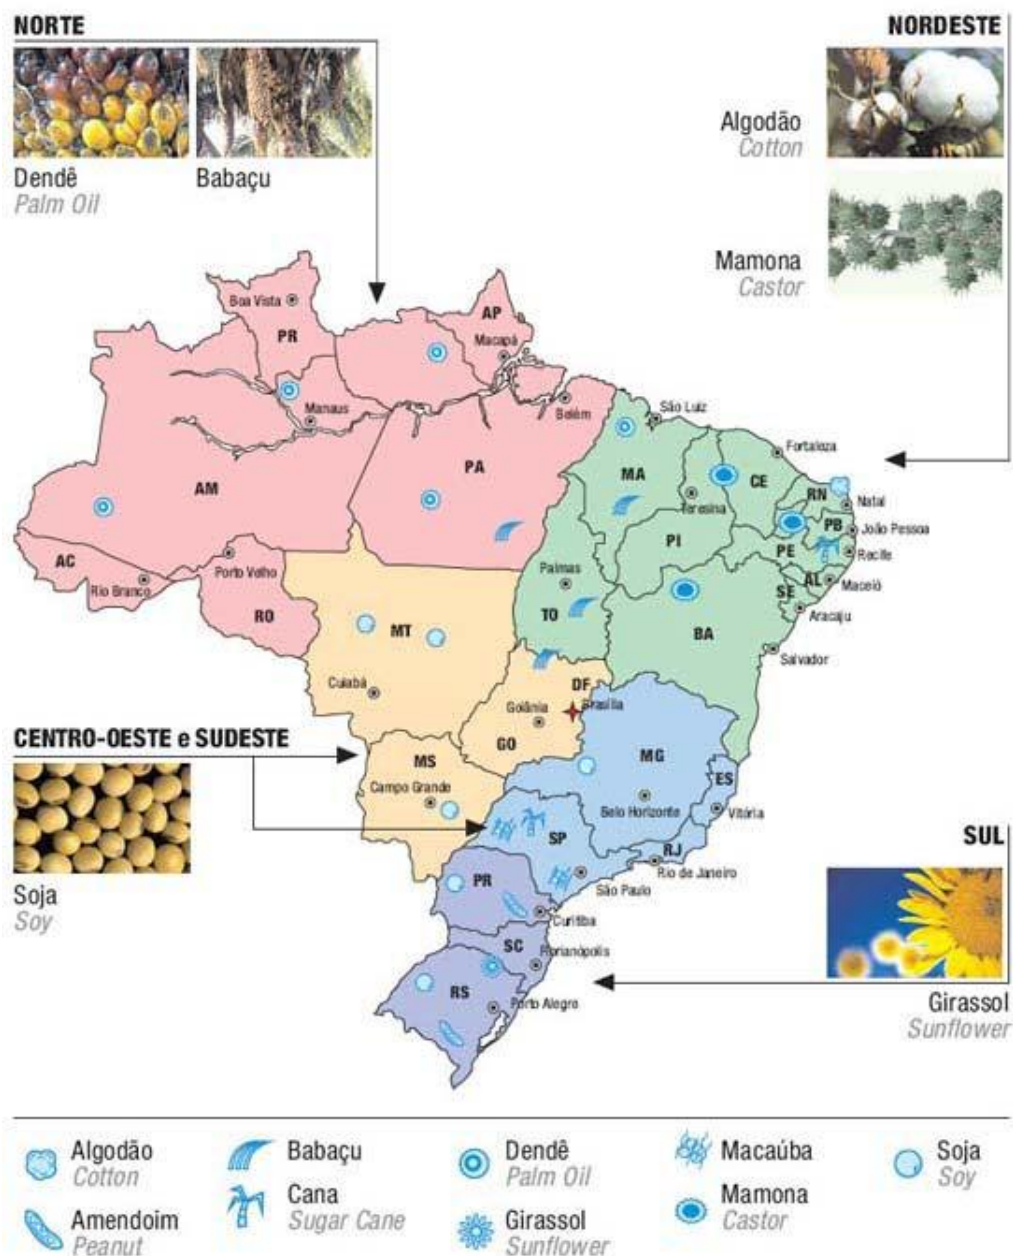 NORTE
Dendê
Palm Oil
Babaçu
NORDESTE
Algodão
Cotton
Mamona
Castor
Boa Vista
PR
AP
Macapá
Manaus
Belém
São Luiz
Fortaleza
AM
PA
MA
Teresina
CE
RN
Natal
PB
João Pessoa
PI
PE
Recife
AC
Rio Branco
Porto Velho
RO
Palmas
TO
AL
Maceió
SE
Aracaju
BA
Salvador
MT
Cuiabá
DF
Brasília
Goiânia
GO
CENTRO-OESTE e SUDESTE
Soja
Soy
MS
Campo Grande
MG
Belo Horizonte
ES
Vitória
SP
São Paulo
RJ
Rio de Janeiro
PR
Curitiba
SC
Florianópolis
RS
Porto Alegre
SUL
Girassol
Sunflower
Algodão
Cotton
Amendoim
Peanut
Babaçu
Cana
Sugar Cane
Dendê
Palm Oil
Girassol
Sunflower
Macaúba
Mamona
Castor
Soja
Soy